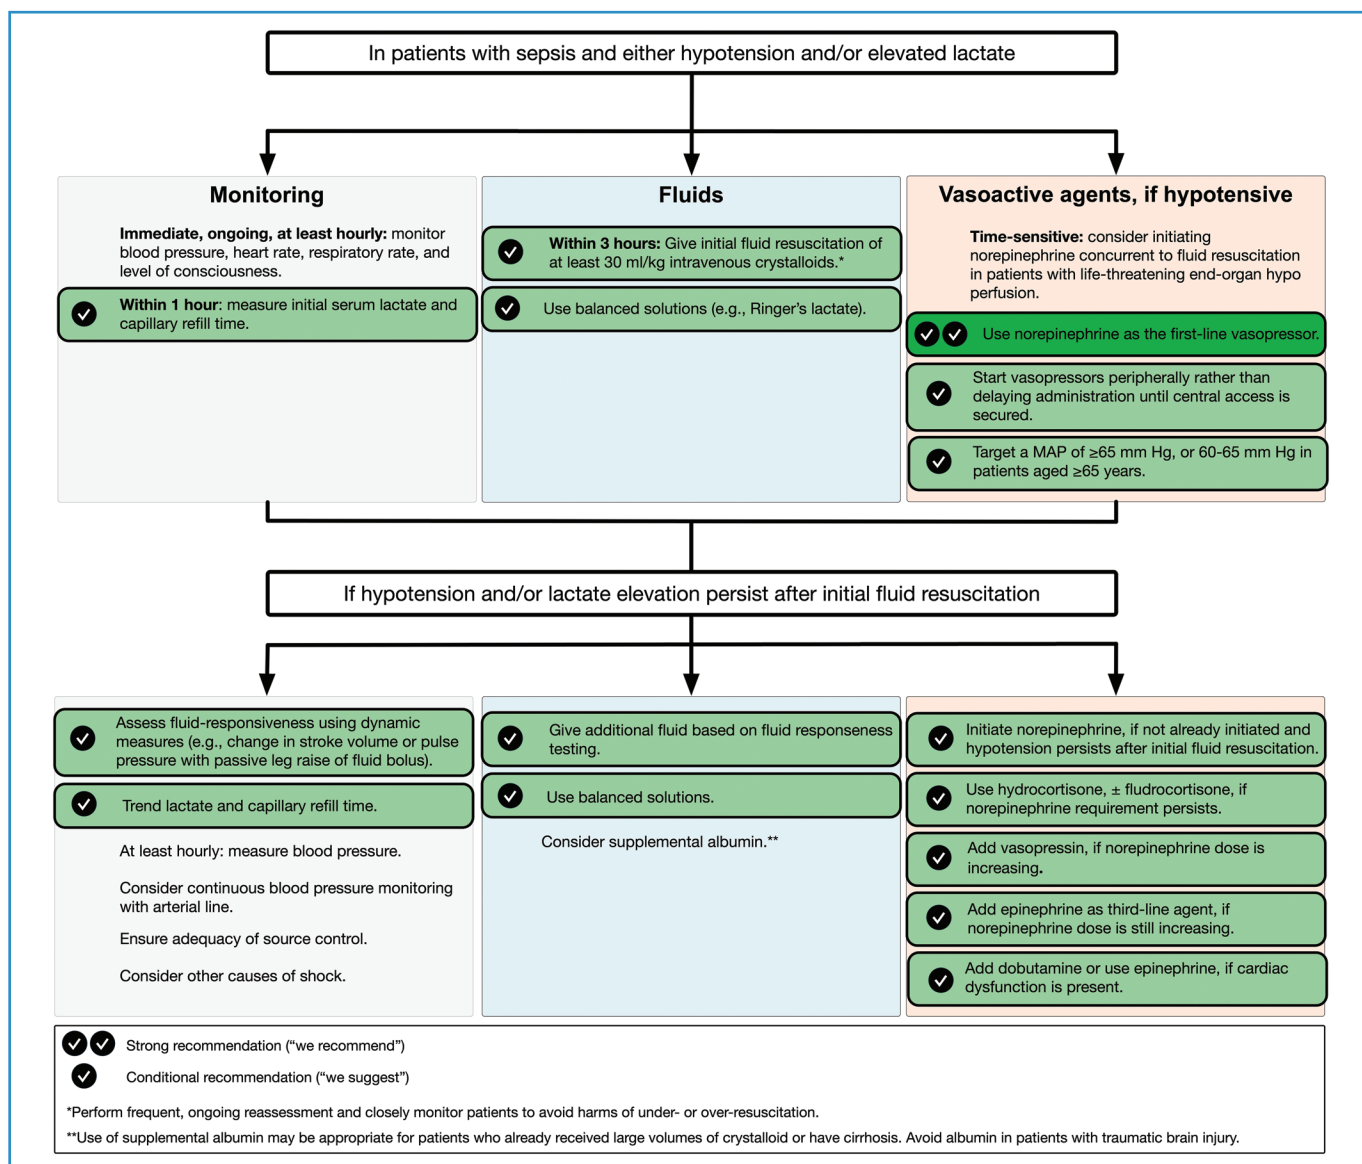 In patients with sepsis and either hypotension and/or elevated lactate
Monitoring
Immediate, ongoing, at least hourly: monitor
blood pressure, heart rate, respiratory rate, and
level of consciousness.
Within 1 hour: measure initial serum lactate and
capillary refill time.
Fluids
Within 3 hours: Give initial fluid resuscitation of
at least 30 ml/kg intravenous crystalloids.*
Use balanced solutions (e.g., Ringer’s lactate).
Vasoactive agents, if hypotensive
Time-sensitive: consider initiating
norepinephrine concurrent to fluid resuscitation
in patients with life-threatening end-organ hypo
perfusion.
Use norepinephrine as the first-line vasopressor.
Start vasopressors peripherally rather than
delaying administration until central access is
secured.
Target a MAP of ≥65 mm Hg, or 60-65 mm Hg in
patients aged ≥65 years.
If hypotension and/or lactate elevation persist after initial fluid resuscitation
Assess fluid-responsiveness using dynamic
measures (e.g., change in stroke volume or pulse
pressure with passive leg raise of fluid bolus).
Trend lactate and capillary refill time.
At least hourly: measure blood pressure.
Consider continuous blood pressure monitoring
with arterial line.
Ensure adequacy of source control.
Consider other causes of shock.
Give additional fluid based on fluid responseness
testing.
Use balanced solutions.
Consider supplemental albumin.**
Initiate norepinephrine, if not already initiated and
hypotension persists after initial fluid resuscitation.
Use hydrocortisone, ± fludrocortisone, if
norepinephrine requirement persists.
Add vasopressin, if norepinephrine dose is
increasing.
Add epinephrine as third-line agent, if
norepinephrine dose is still increasing.
Add dobutamine or use epinephrine, if cardiac
dysfunction is present.
Strong recommendation (“we recommend”)
Conditional recommendation (“we suggest”)
*Perform frequent, ongoing reassessment and closely monitor patients to avoid harms of under- or over-resuscitation.
**Use of supplemental albumin may be appropriate for patients who already received large volumes of crystalloid or have cirrhosis. Avoid albumin in patients with traumatic brain injury.